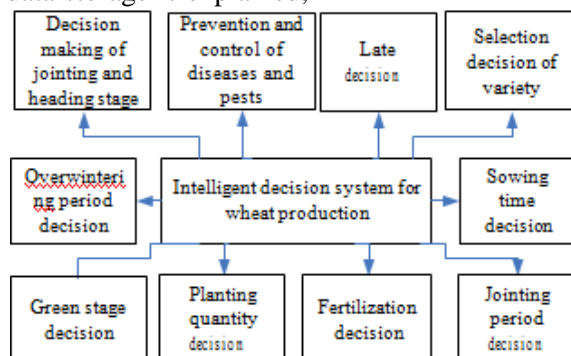 Decision
making of
jointing and
heading stage
Prevention and
control of
diseases and
pests
Late
decision
Selection
decision of
variety
Overwinteri
ng period
decision
Intelligent decision system for
wheat production
Sowing
time
decision
Green stage
decision
Planting
quantity
decision
Fertilization
decision
Jointing
period
decision